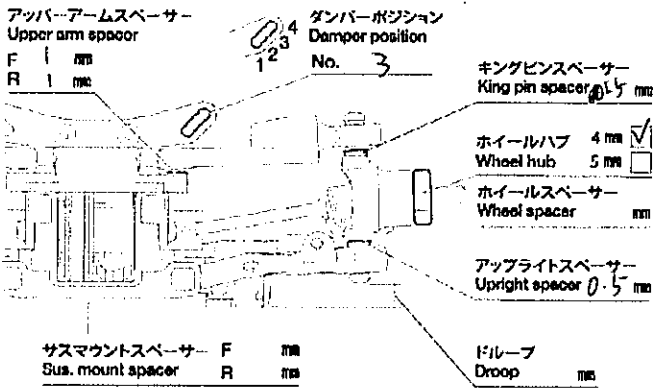 アッパーアームスペーサー
Upper arm spacer
F 1 mm
R 1 mm
1 2 3 4
ダンパーポジション
Damper position
No. 3
キングピンスペーサー
King pin spacer 0.5 mm
ホイールハブ 4 mm ✓
Wheel hub 5 mm
ホイールスペーサー
Wheel spacer mm
アップライトスペーサー
Upright spacer 0.5 mm
サスマウントスペーサー F mm
Sus. mount spacer R mm
ドループ
Droop mm